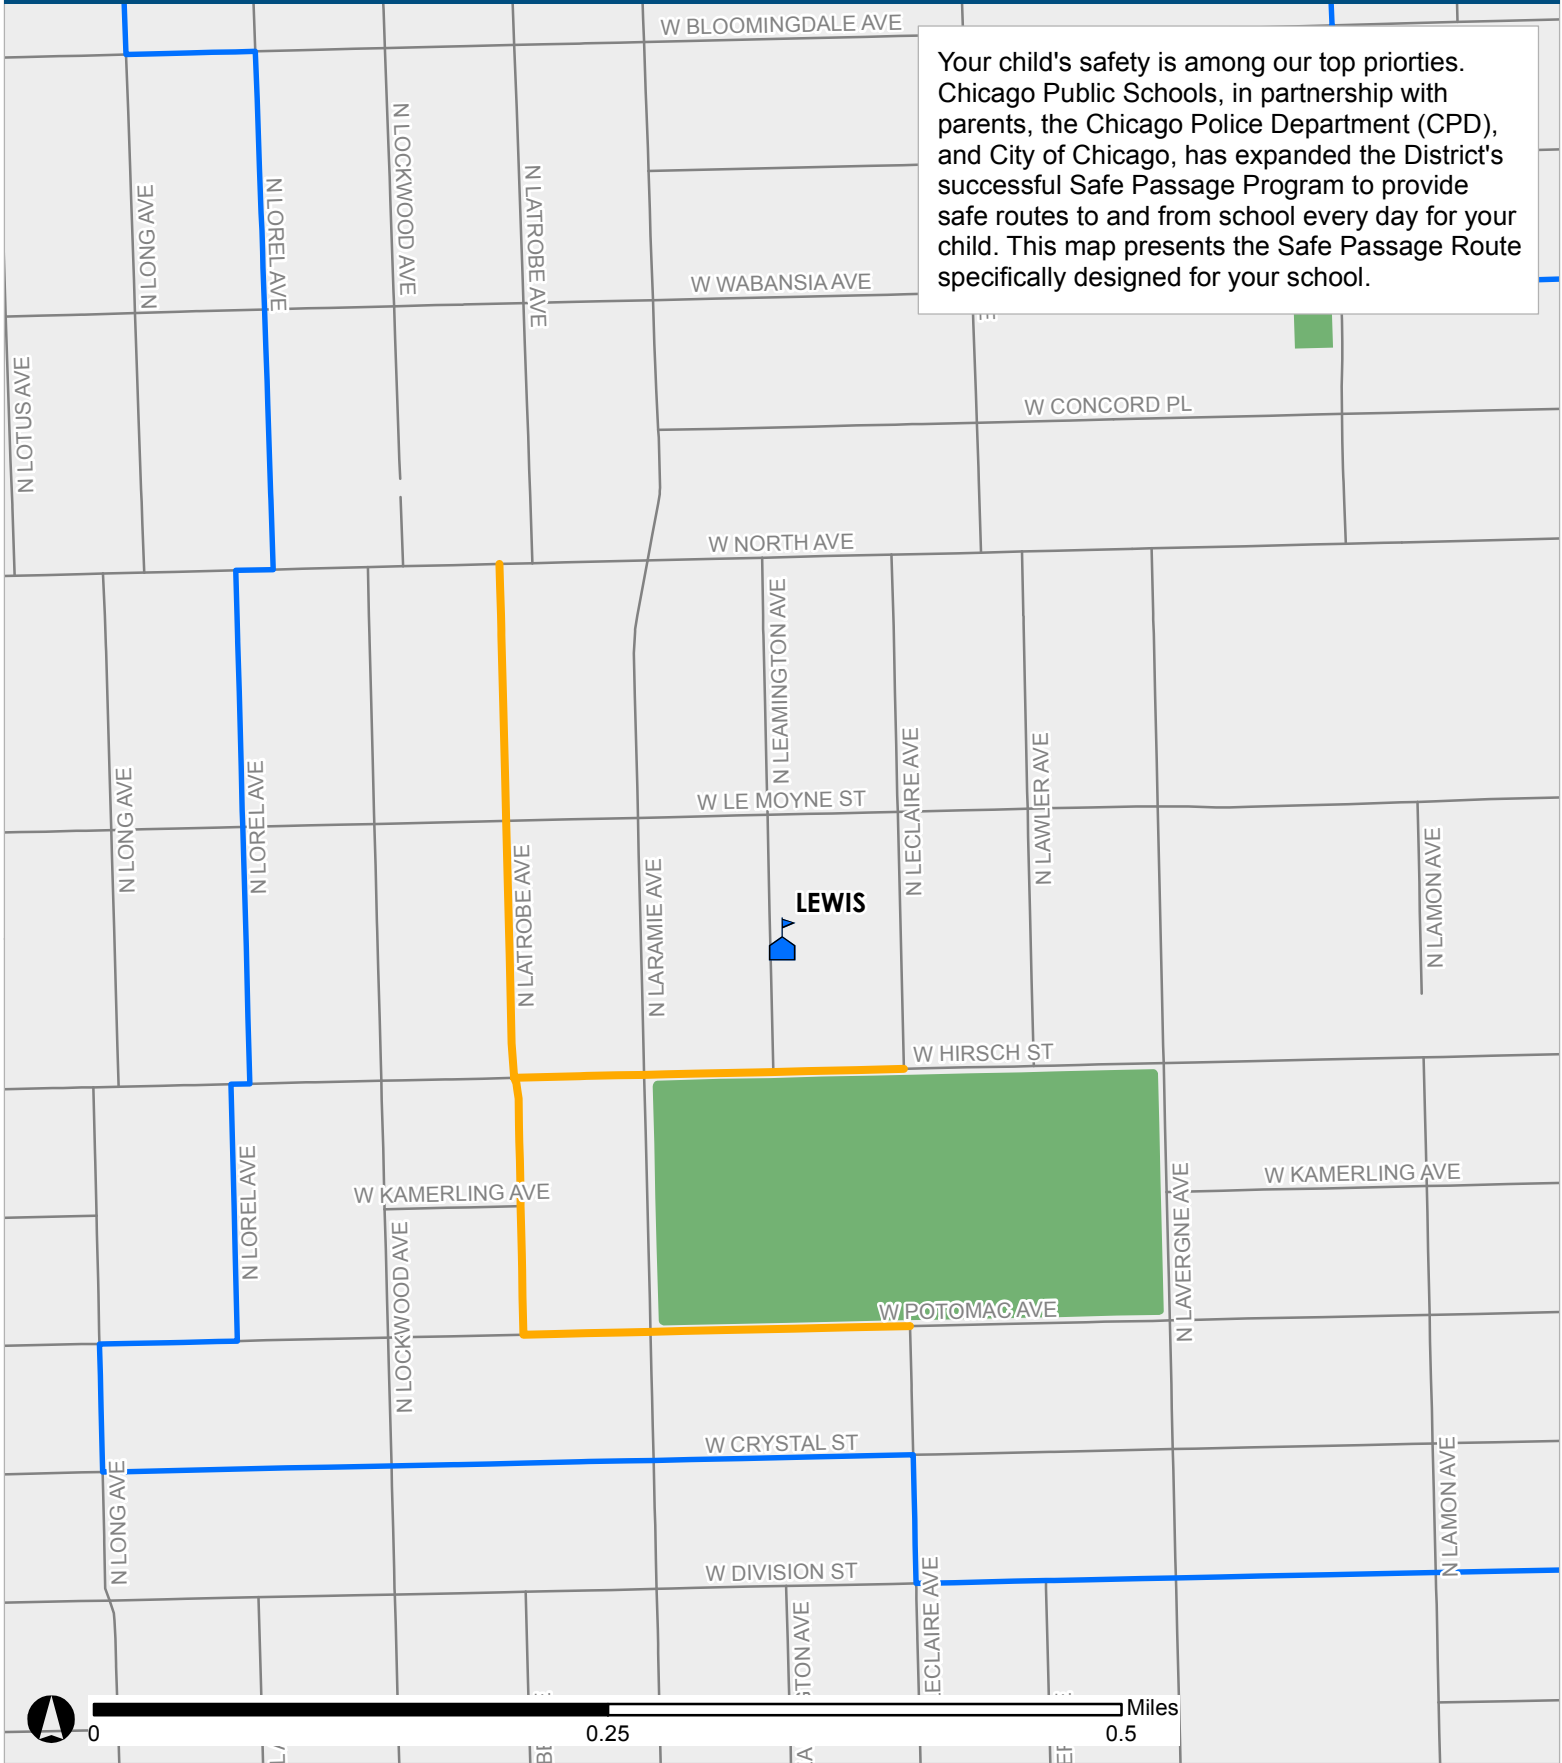 W BLOOMINGDALE AVE
Your child's safety is among our top priorties.
Chicago Public Schools, in partnership with
parents, the Chicago Police Department (CPD),
and City of Chicago, has expanded the District's
successful Safe Passage Program to provide
safe routes to and from school every day for your
child. This map presents the Safe Passage Route
specifically designed for your school.
N LOCKWOOD AVE
N LATROBE AVE
N LOREL AVE
N LONG AVE
W WABANSIA AVE
N LOTUS AVE
W CONCORD PL
W NORTH AVE
N LEAMINGTON AVE
N LECLAIRE AVE
N LAWLER AVE
N LONG AVE
N LOREL AVE
W LE MOYNE ST
N LATROBE AVE
N LARAMIE AVE
N LAMON AVE
LEWIS
W HIRSCH ST
N LOREL AVE
W KAMERLING AVE
W KAMERLING AVE
N LAVERGNE AVE
N LOCKWOOD AVE
W POTOMAC AVE
W CRYSTAL ST
N LONG AVE
N LAMON AVE
W DIVISION ST
ECLAIRE AVE
TON AVE
Miles
0
0.25
0.5